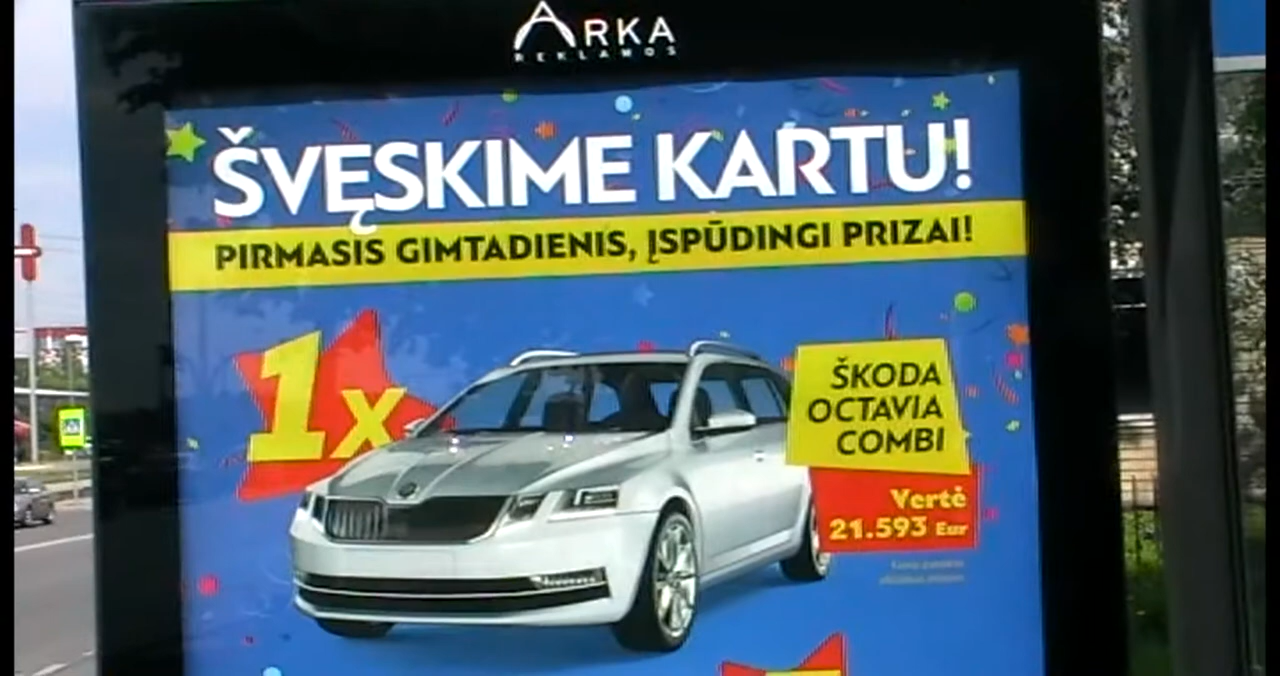 ARKA
REKLAMOS
ŠVĘSKIME KARTU!
PIRMASIS GIMTADIENIS, ĮSPŪDINGI PRIZAI!
1x
ŠKODA
OCTAVIA
COMBI
Vertė
21.593 Eur